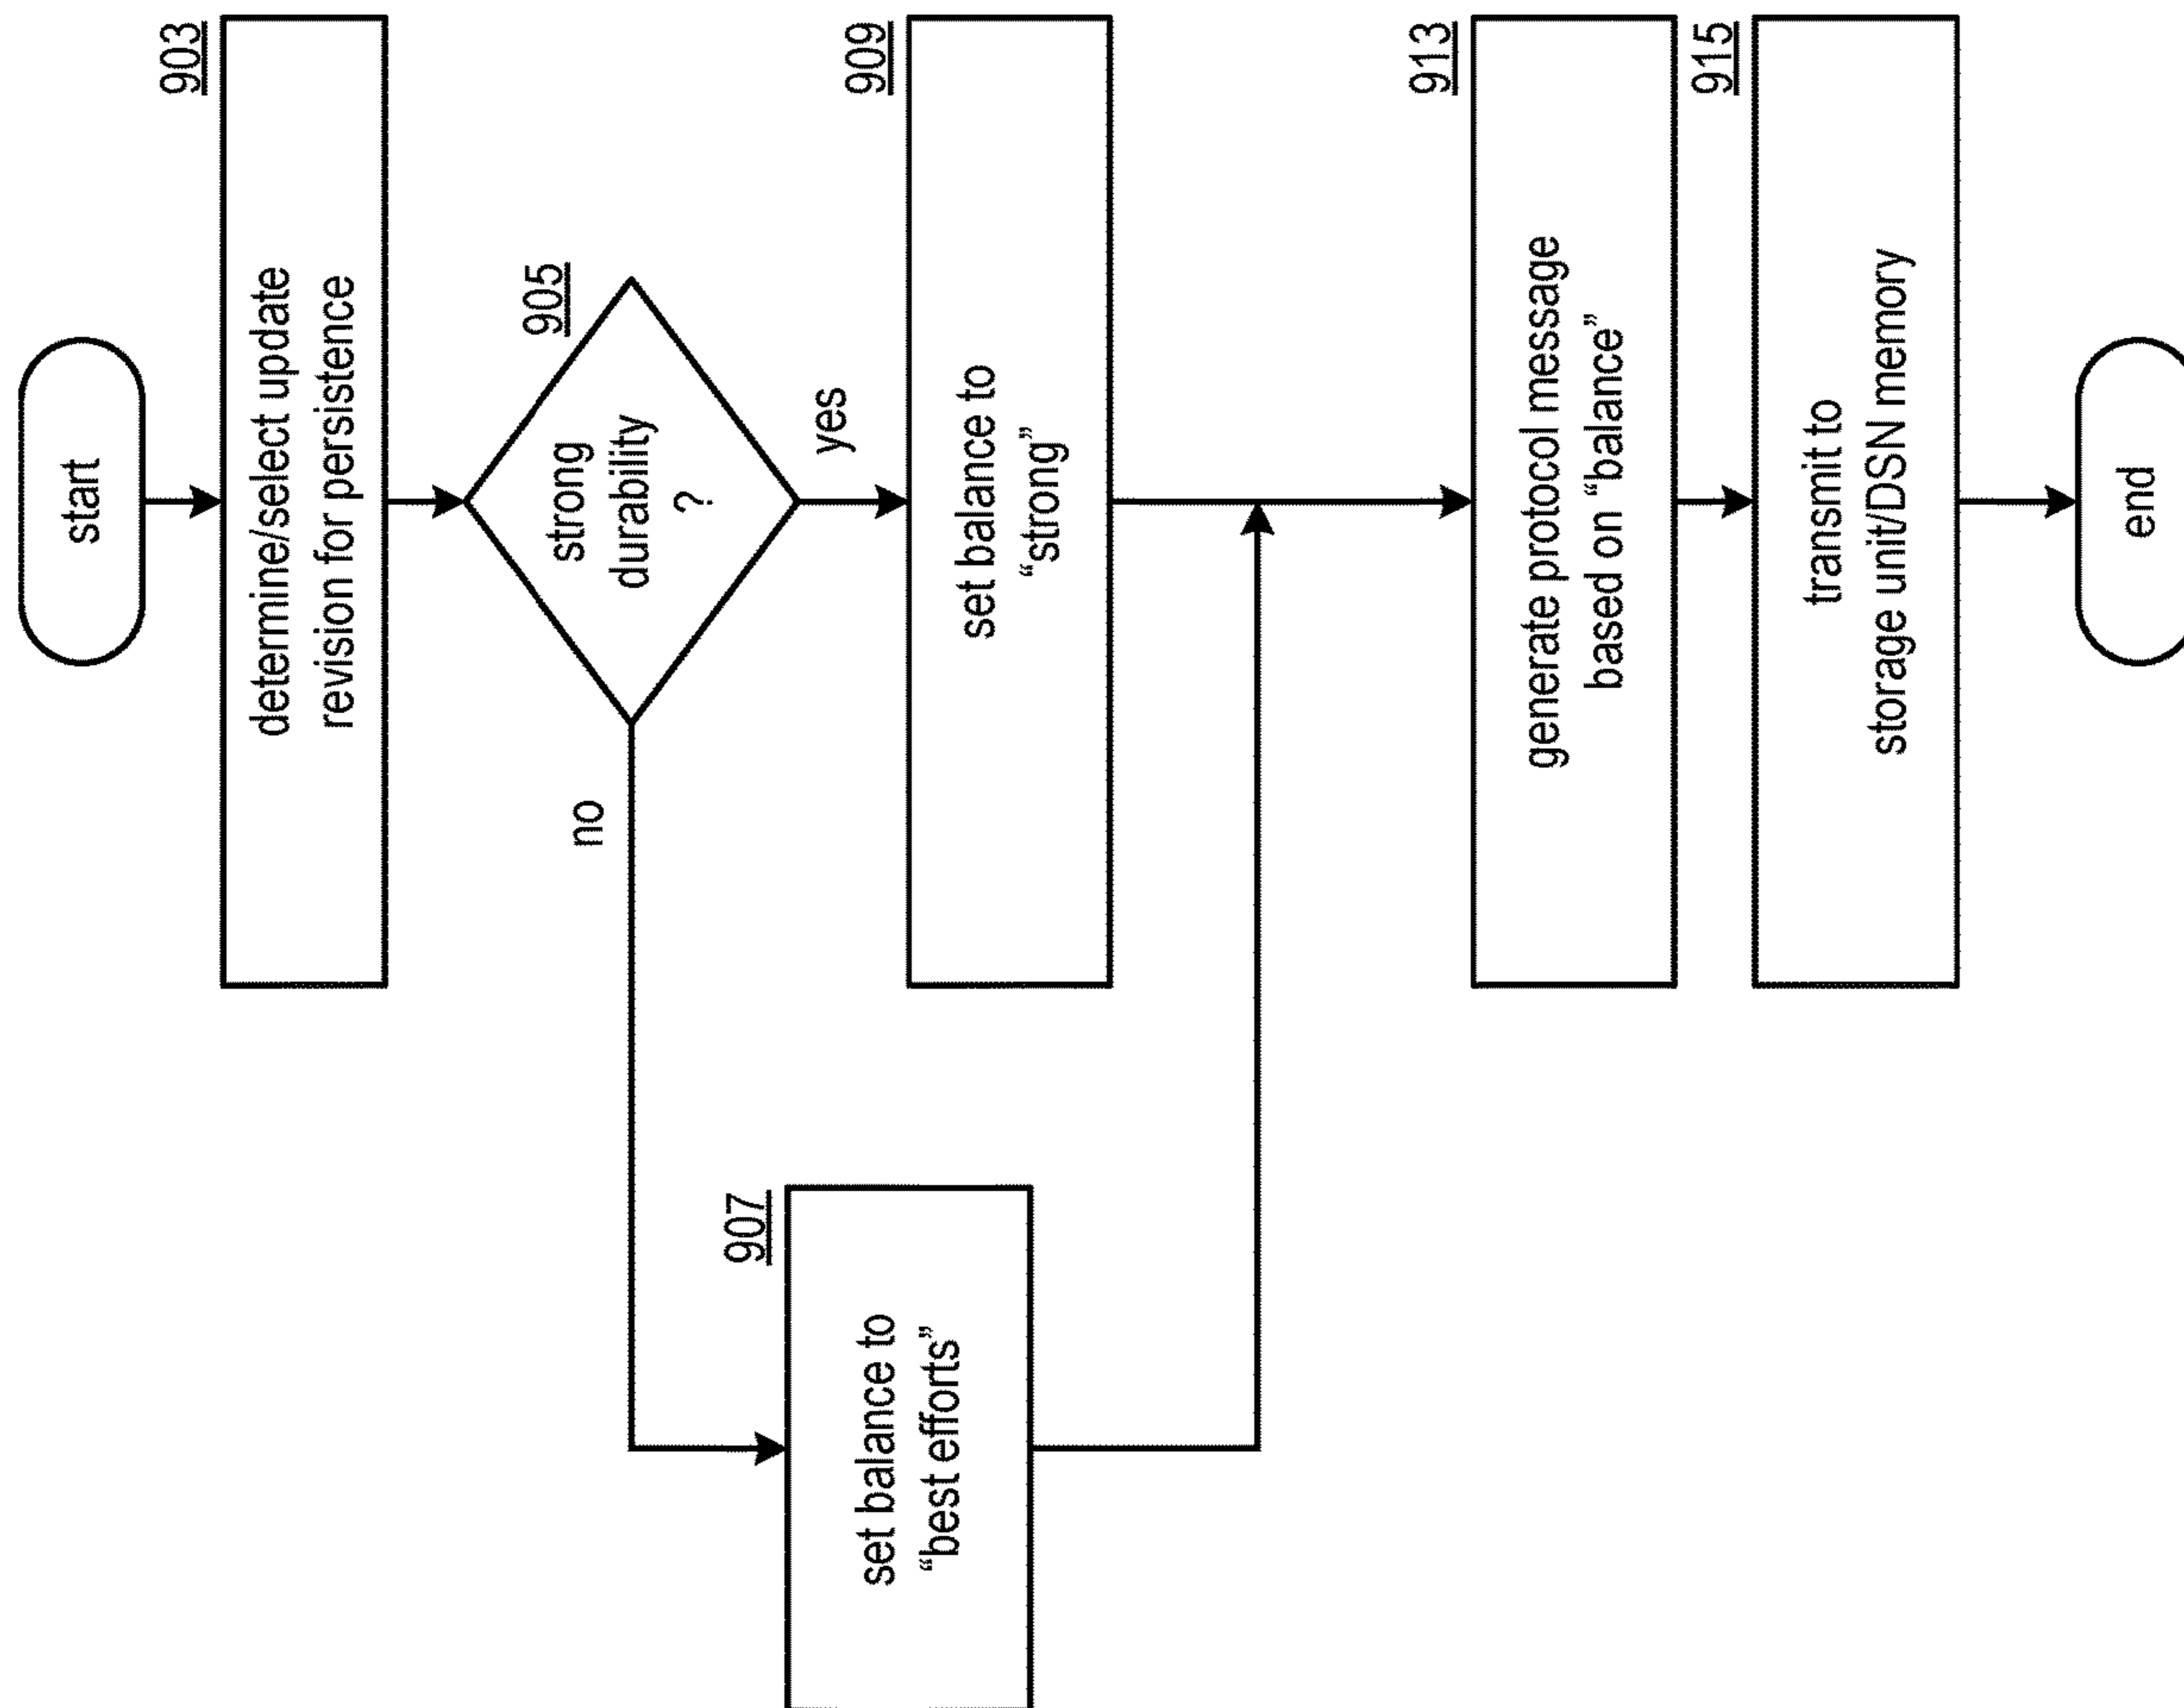 start
903
determine/select update
revision for persistence
905
strong
durability
?
no
yes
907
set balance to
“best efforts”
909
set balance to
“strong”
913
generate protocol message
based on “balance”
915
transmit to
storage unit/DSN memory
end